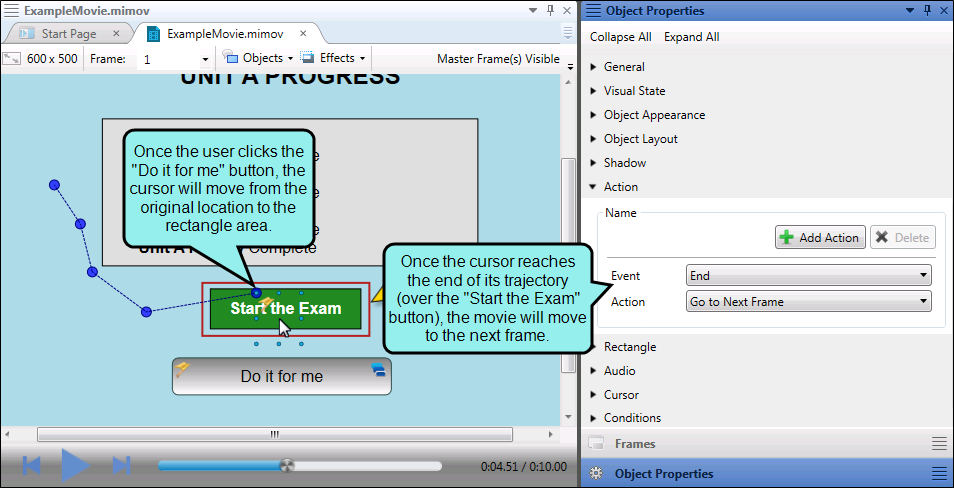 ExampleMovie.mimov
Start Page
ExampleMovie.mimov
600 x 500
Frame:
1
Objects
Effects
Master Frame(s) Visible
UNIT A PROGRESS
Once the user clicks the
"Do it for me" button, the
cursor will move from the
original location to the
rectangle area.
Complete
Start the Exam
Do it for me
Once the cursor reaches
the end of its trajectory
(over the "Start the Exam"
button), the movie will move
to the next frame.
0:04.51 / 0:10.00
Object Properties
Collapse All Expand All
General
Visual State
Object Appearance
Object Layout
Shadow
Action
Name
Add Action
Delete
Event
End
Action
Go to Next Frame
Rectangle
Audio
Cursor
Conditions
Frames
Object Properties